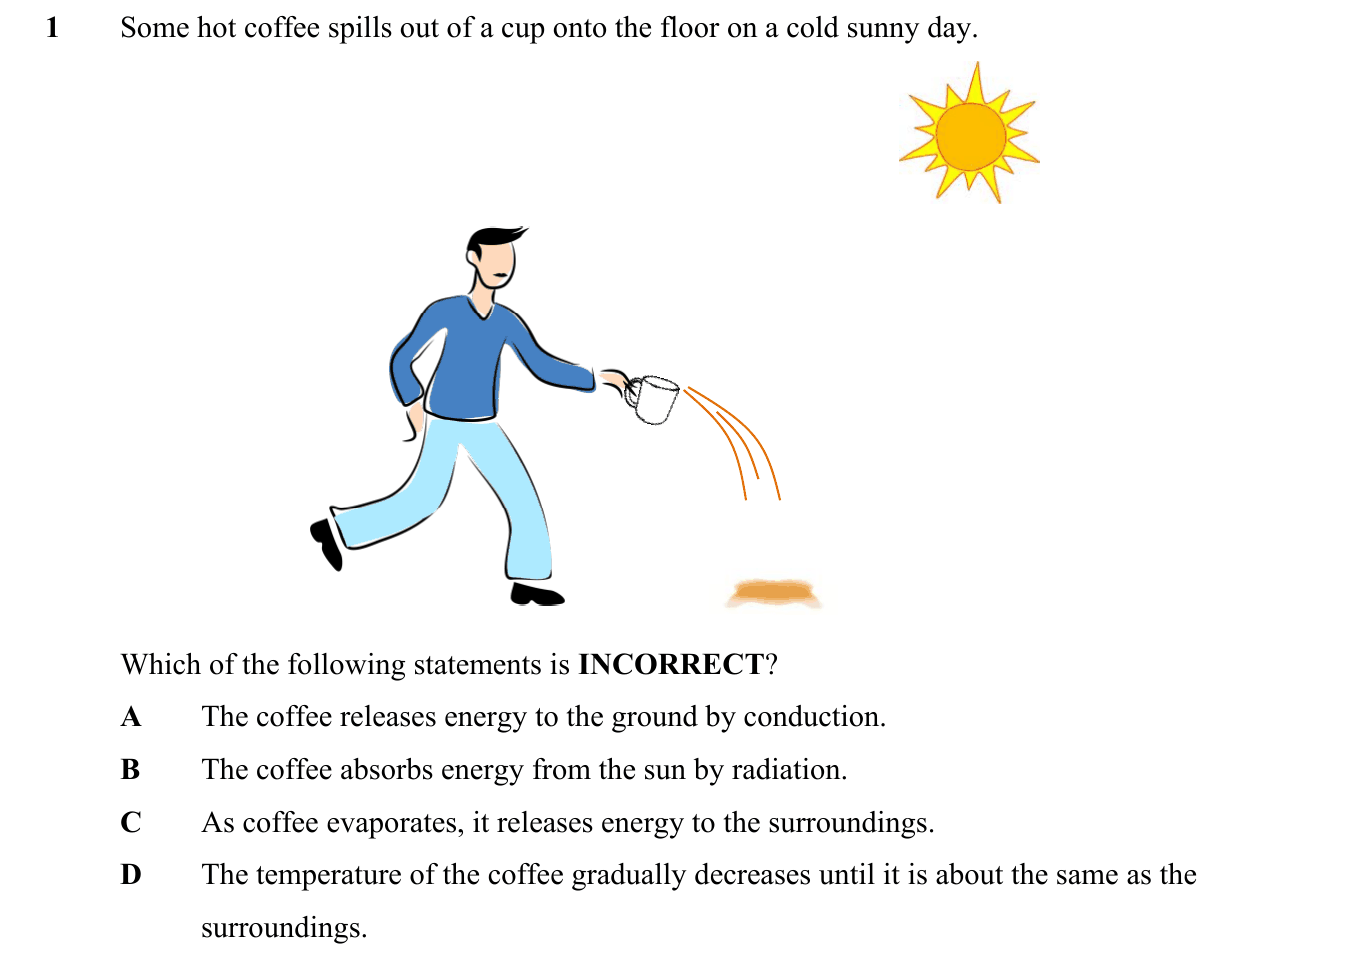 1 Some hot coffee spills out of a cup onto the floor on a cold sunny day.
Which of the following statements is INCORRECT?
A The coffee releases energy to the ground by conduction.
B The coffee absorbs energy from the sun by radiation.
C As coffee evaporates, it releases energy to the surroundings.
D The temperature of the coffee gradually decreases until it is about the same as the
surroundings.